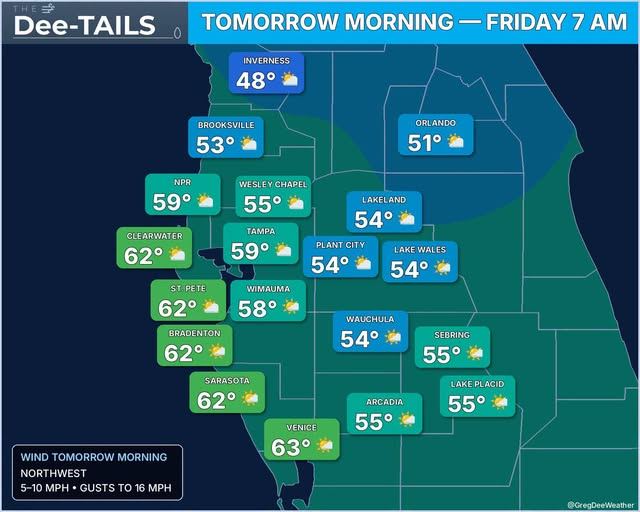 THE
Dee-TAILS
TOMORROW MORNING — FRIDAY 7 AM
INVERNESS
48°
BROOKSVILLE
53°
ORLANDO
51°
NPR
59°
WESLEY CHAPEL
55°
LAKELAND
54°
CLEARWATER
62°
TAMPA
59°
PLANT CITY
54°
LAKE WALES
54°
ST. PETE
62°
WIMAUMA
58°
BRADENTON
62°
WAUCHULA
54°
SEBRING
55°
SARASOTA
62°
ARCADIA
55°
LAKE PLACID
55°
VENICE
63°
WIND TOMORROW MORNING
NORTHWEST
5–10 MPH • GUSTS TO 16 MPH
@GregDeeWeather